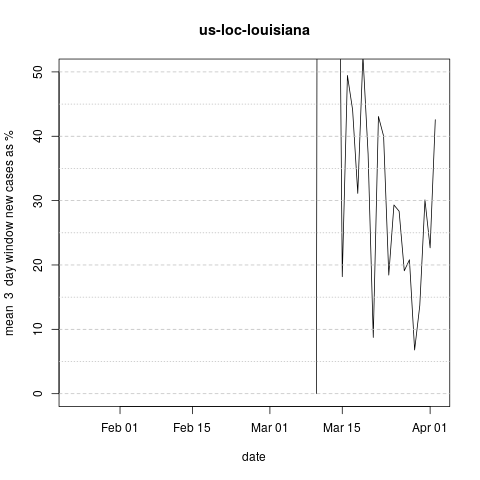 us-loc-louisiana
mean 3 day window new cases as %
50
40
30
20
10
0
Feb 01 Feb 15 Mar 01 Mar 15 Apr 01
date